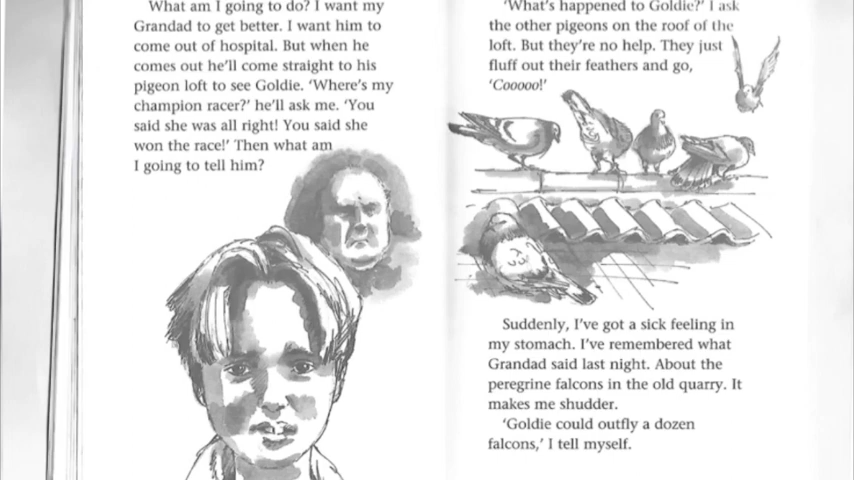 What am I going to do? I want my
Grandad to get better. I want him to
come out of hospital. But when he
comes out he'll come straight to his
pigeon loft to see Goldie. 'Where's my
champion racer?' he'll ask me. 'You
said she was all right! You said she
won the race!' Then what am
I going to tell him?
'What's happened to Goldie?' I ask
the other pigeons on the roof of the
loft. But they're no help. They just
fluff out their feathers and go,
'Cooooo!'
Suddenly, I've got a sick feeling in
my stomach. I've remembered what
Grandad said last night. About the
peregrine falcons in the old quarry. It
makes me shudder.
'Goldie could outfly a dozen
falcons,' I tell myself.